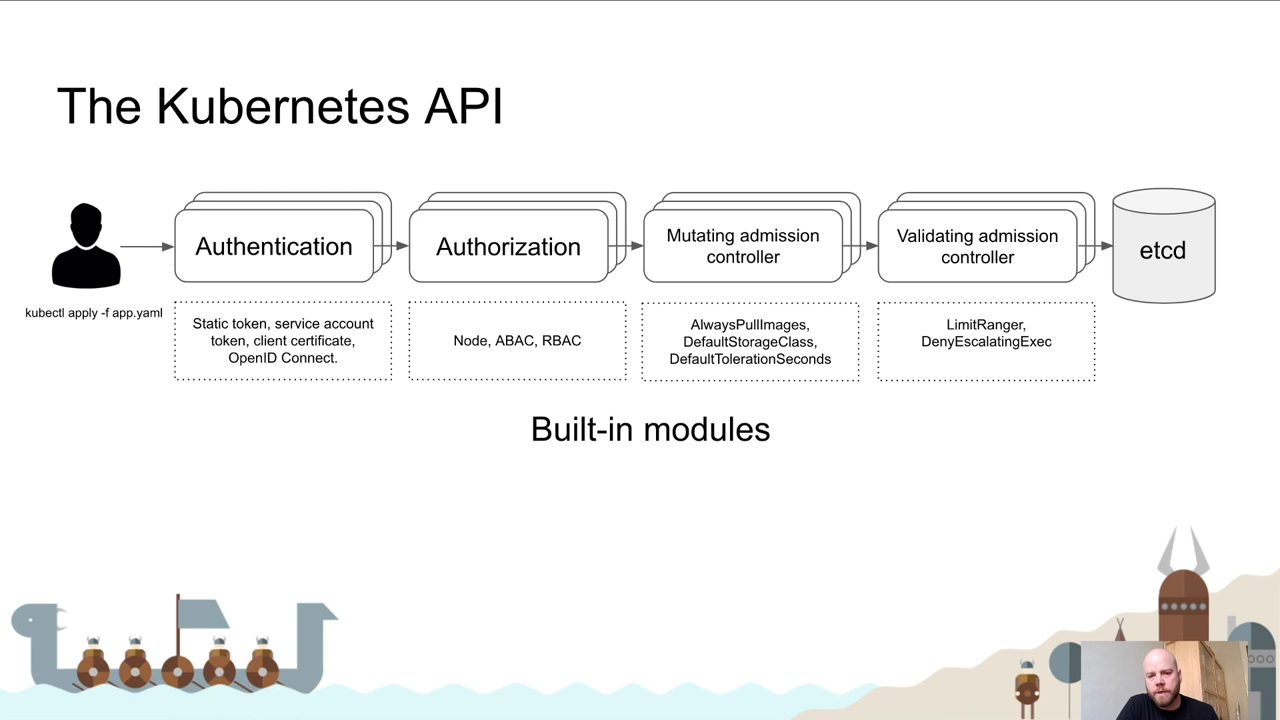 The Kubernetes API
kubectl apply -f app.yaml
Authentication
Authorization
Mutating admission
controller
Validating admission
controller
etcd
Static token, service account
token, client certificate,
OpenID Connect.
Node, ABAC, RBAC
AlwaysPullImages,
DefaultStorageClass,
DefaultTolerationSeconds
LimitRanger,
DenyEscalatingExec
Built-in modules